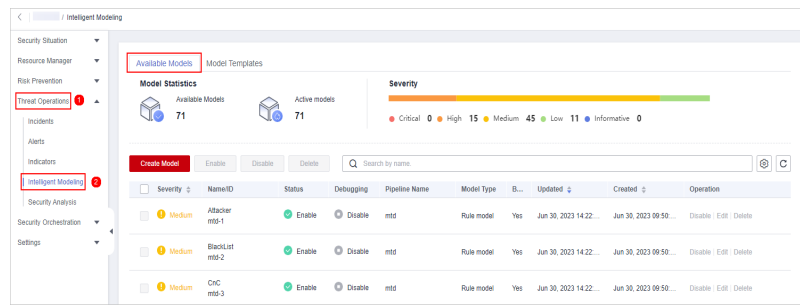 / Intelligent Modeling
Security Situation
Resource Manager
Risk Prevention
Threat Operations 1
Incidents
Alerts
Indicators
Intelligent Modeling 2
Security Analysis
Security Orchestration
Settings
Available Models Model Templates
Model Statistics
Available Models
71
Active models
71
Severity
Critical 0 High 15 Medium 45 Low 11 Informative 0
Create Model Enable Disable Delete Search by name.
Severity Name/ID Status Debugging Pipeline Name Model Type B... Updated Created Operation
Medium Attacker mtd-1 Enable Disable mtd Rule model Yes Jun 30, 2023 14:22:... Jun 30, 2023 09:50:... Disable | Edit | Delete
Medium BlackList mtd-2 Enable Disable mtd Rule model Yes Jun 30, 2023 14:22:... Jun 30, 2023 09:50:... Disable | Edit | Delete
Medium CnC mtd-3 Enable Disable mtd Rule model Yes Jun 30, 2023 14:22:... Jun 30, 2023 09:50:... Disable | Edit | Delete